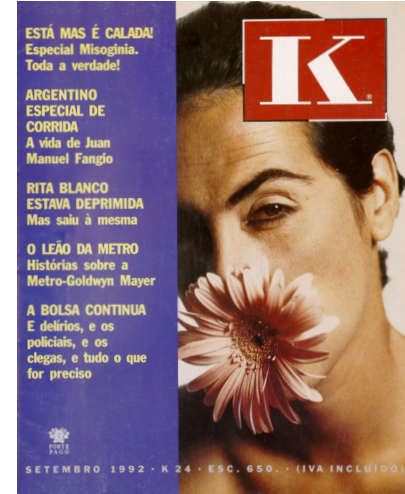 K
ESTÁ MAS É CALADA!
Especial Misoginia.
Toda a verdade!
ARGENTINO
ESPECIAL DE
CORRIDA
A vida de Juan
Manuel Fangio
RITA BLANCO
ESTAVA DEPRIMIDA
Mas saiu à mesma
O LEÃO DA METRO
Histórias sobre a
Metro-Goldwyn Mayer
A BOLSA CONTINUA
E delírios, e os
policiais, e os
clegas, e tudo o que
for preciso
PORTE
PAGO
SETEMBRO 1992 · K 24 · ESC. 650. · (IVA INCLUÍDO)